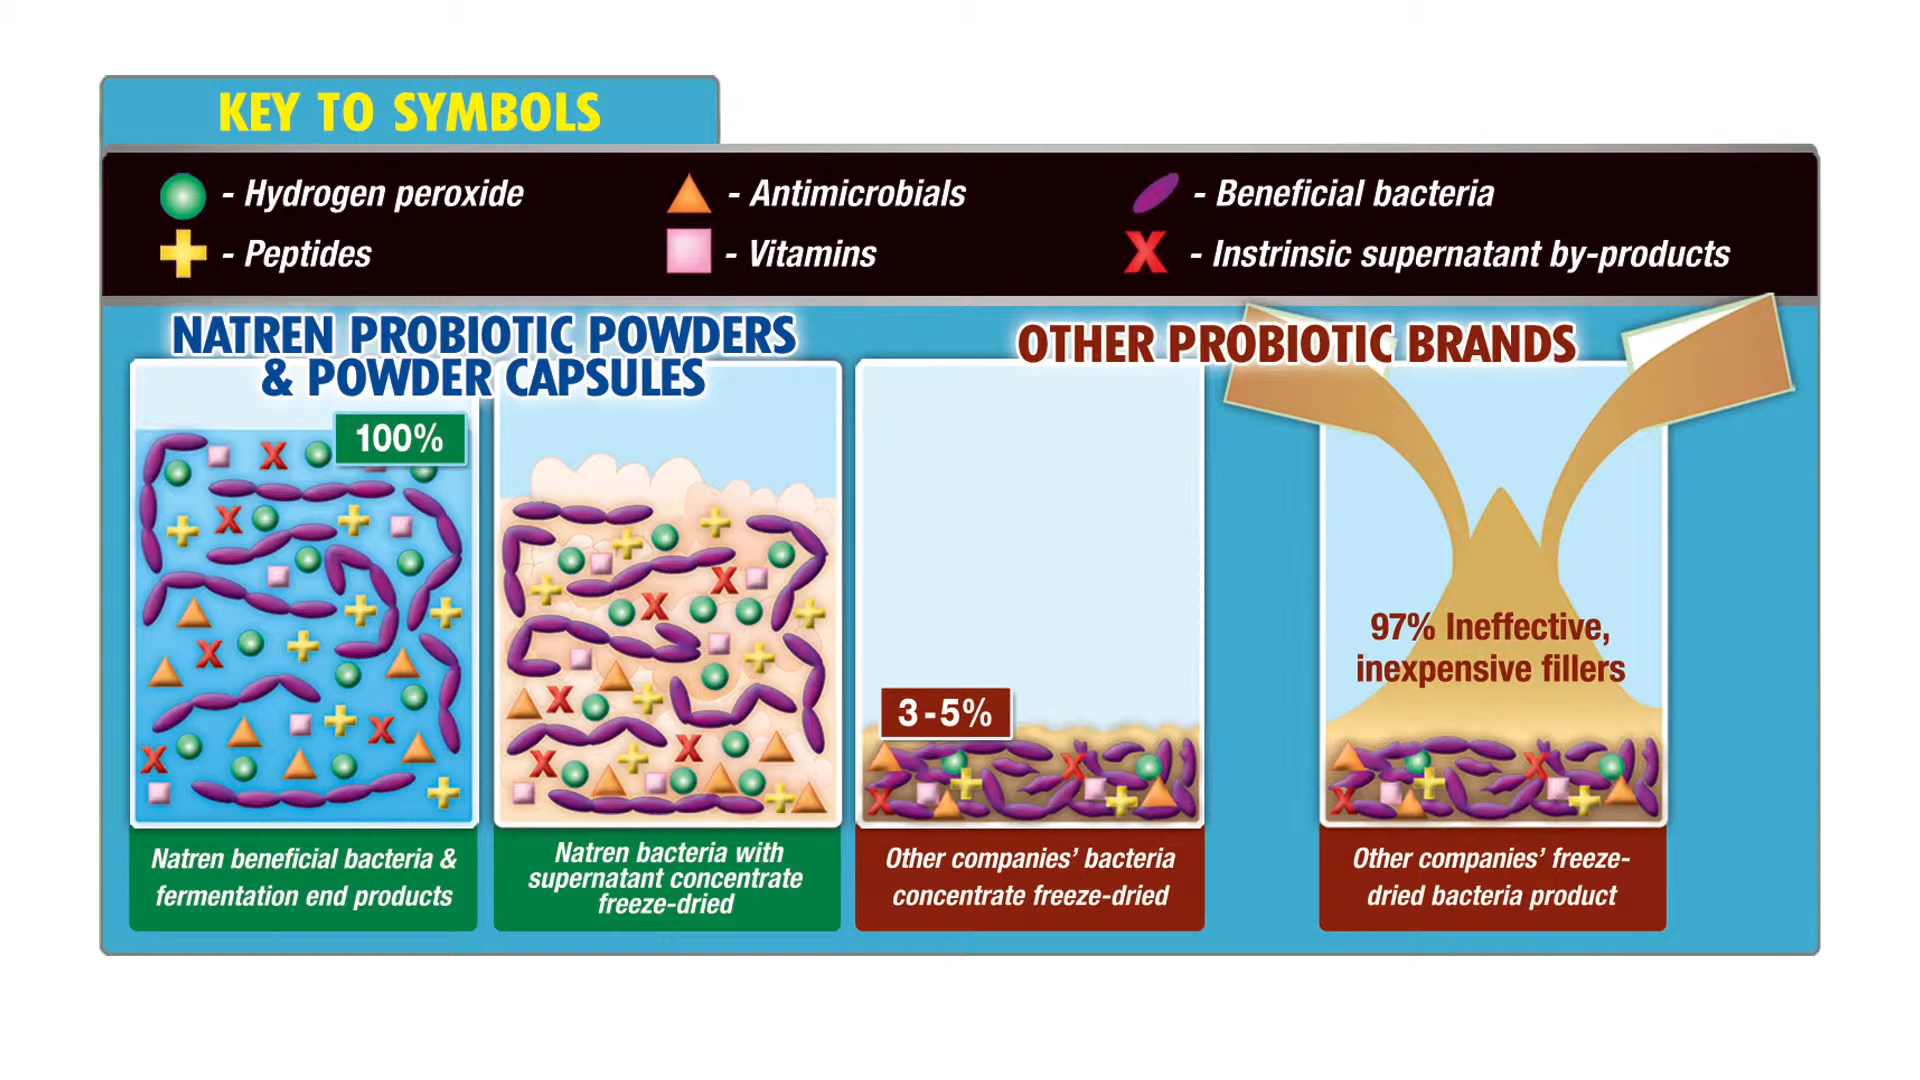 KEY TO SYMBOLS
- Hydrogen peroxide
- Antimicrobials
- Beneficial bacteria
- Peptides
- Vitamins
- Instrinsic supernatant by-products
NATREN PROBIOTIC POWDERS
& POWDER CAPSULES
OTHER PROBIOTIC BRANDS
100%
3-5%
97% Ineffective,
inexpensive fillers
Natren beneficial bacteria &
fermentation end products
Natren bacteria with
supernatant concentrate
freeze-dried
Other companies’ bacteria
concentrate freeze-dried
Other companies’ freeze-
dried bacteria product